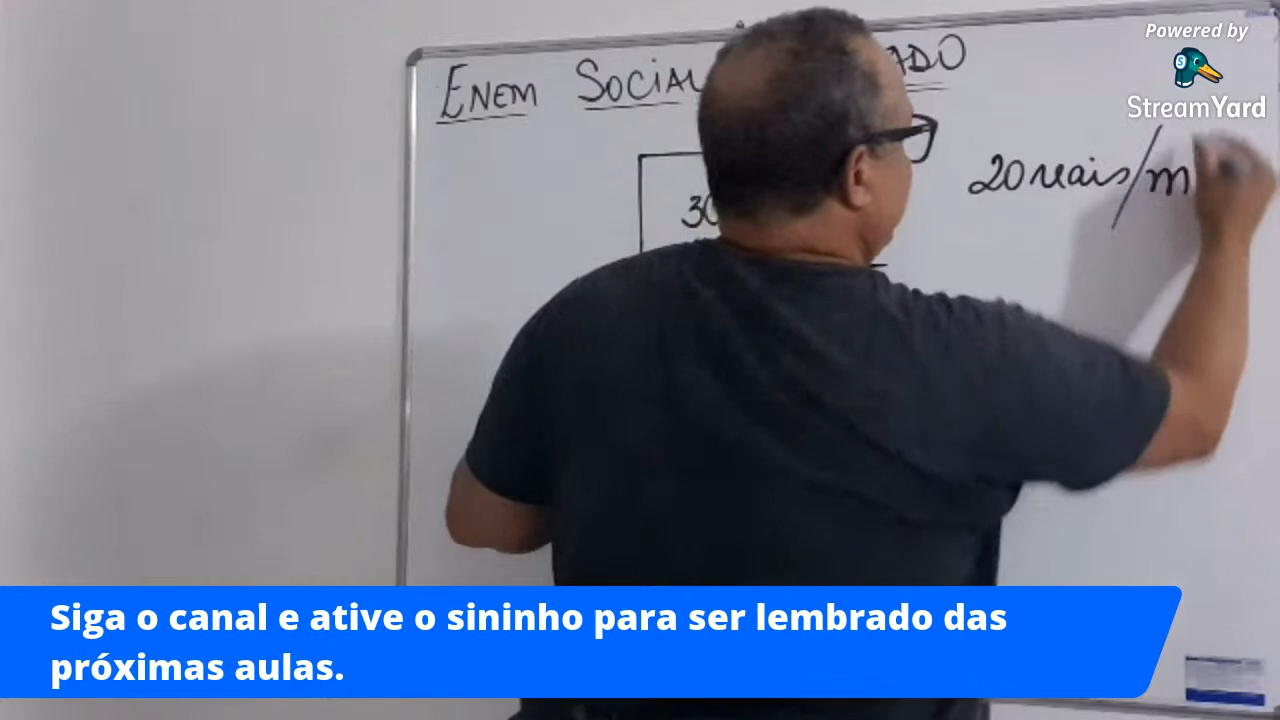 ENEM SOCIAL ADO
Powered by
StreamYard
20 reais/m
30
Siga o canal e ative o sininho para ser lembrado das
próximas aulas.